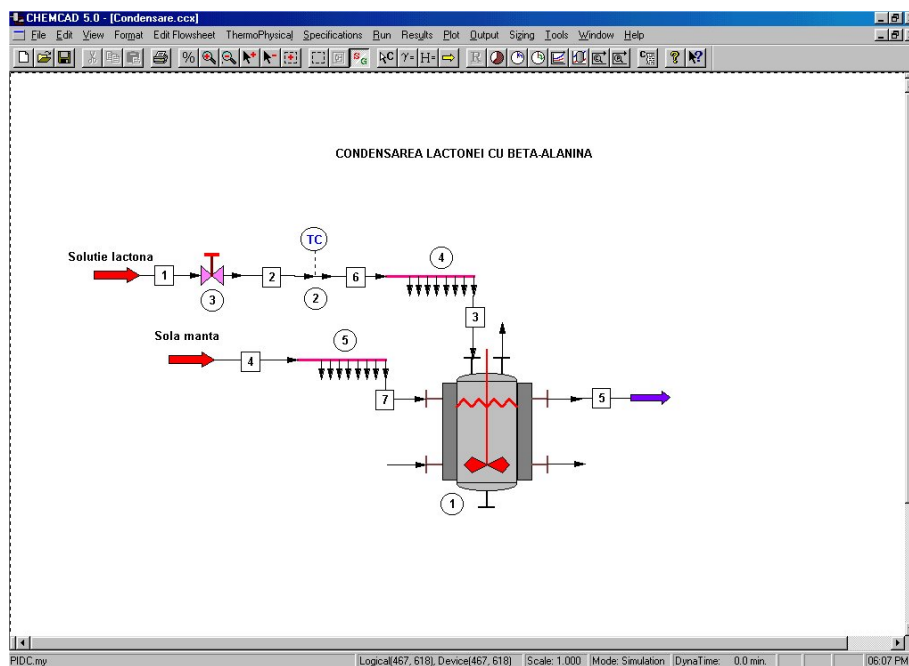 CHEMCAD 5.0 - [Condensare.ccx]
File Edit View Format Edit Flowsheet ThermoPhysical Specifications Run Results Plot Output Sizing Tools Window Help
% S G C γ= H= R ? ?
CONDENSAREA LACTONEI CU BETA-ALANINA
TC
Solutie lactona
1 2 6 4
3 2
3
Sola manta
5
4
7 5
1
PIDC.my Logical(467, 618), Device(467, 618) Scale: 1.000 Mode: Simulation DynaTime: 0.0 min. 06:07 PM